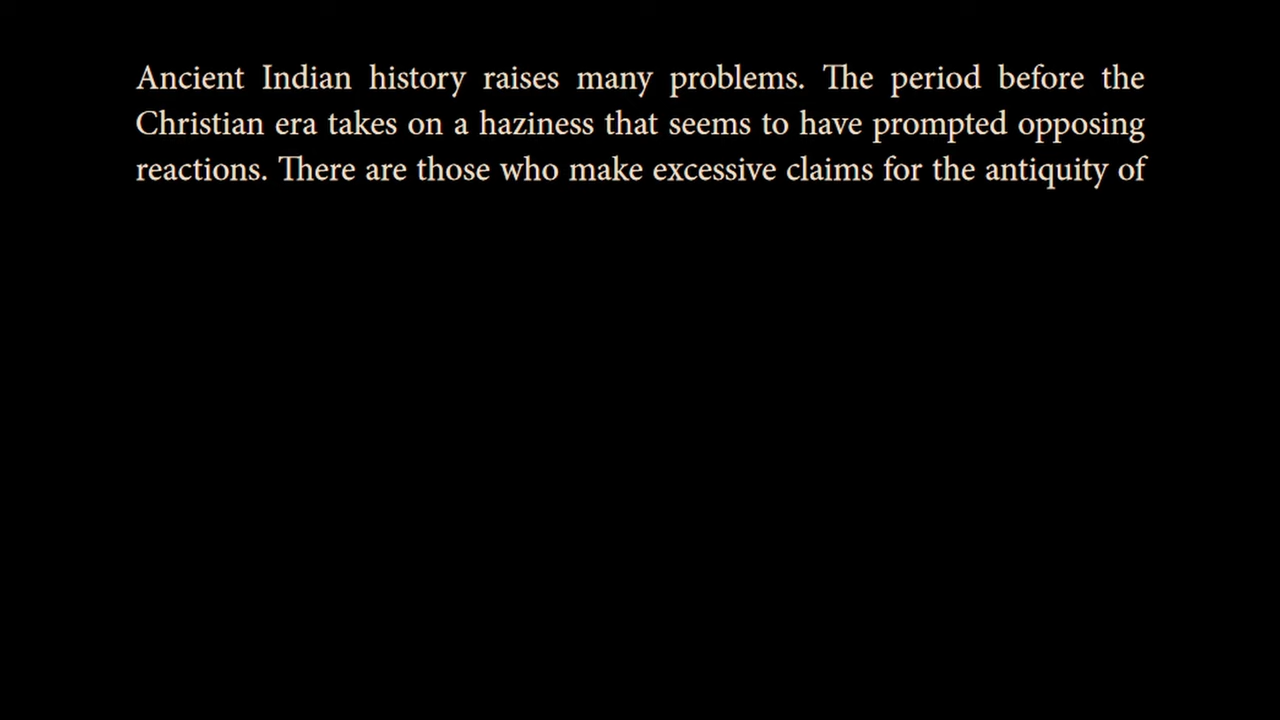 Ancient Indian history raises many problems. The period before the
Christian era takes on a haziness that seems to have prompted opposing
reactions. There are those who make excessive claims for the antiquity of